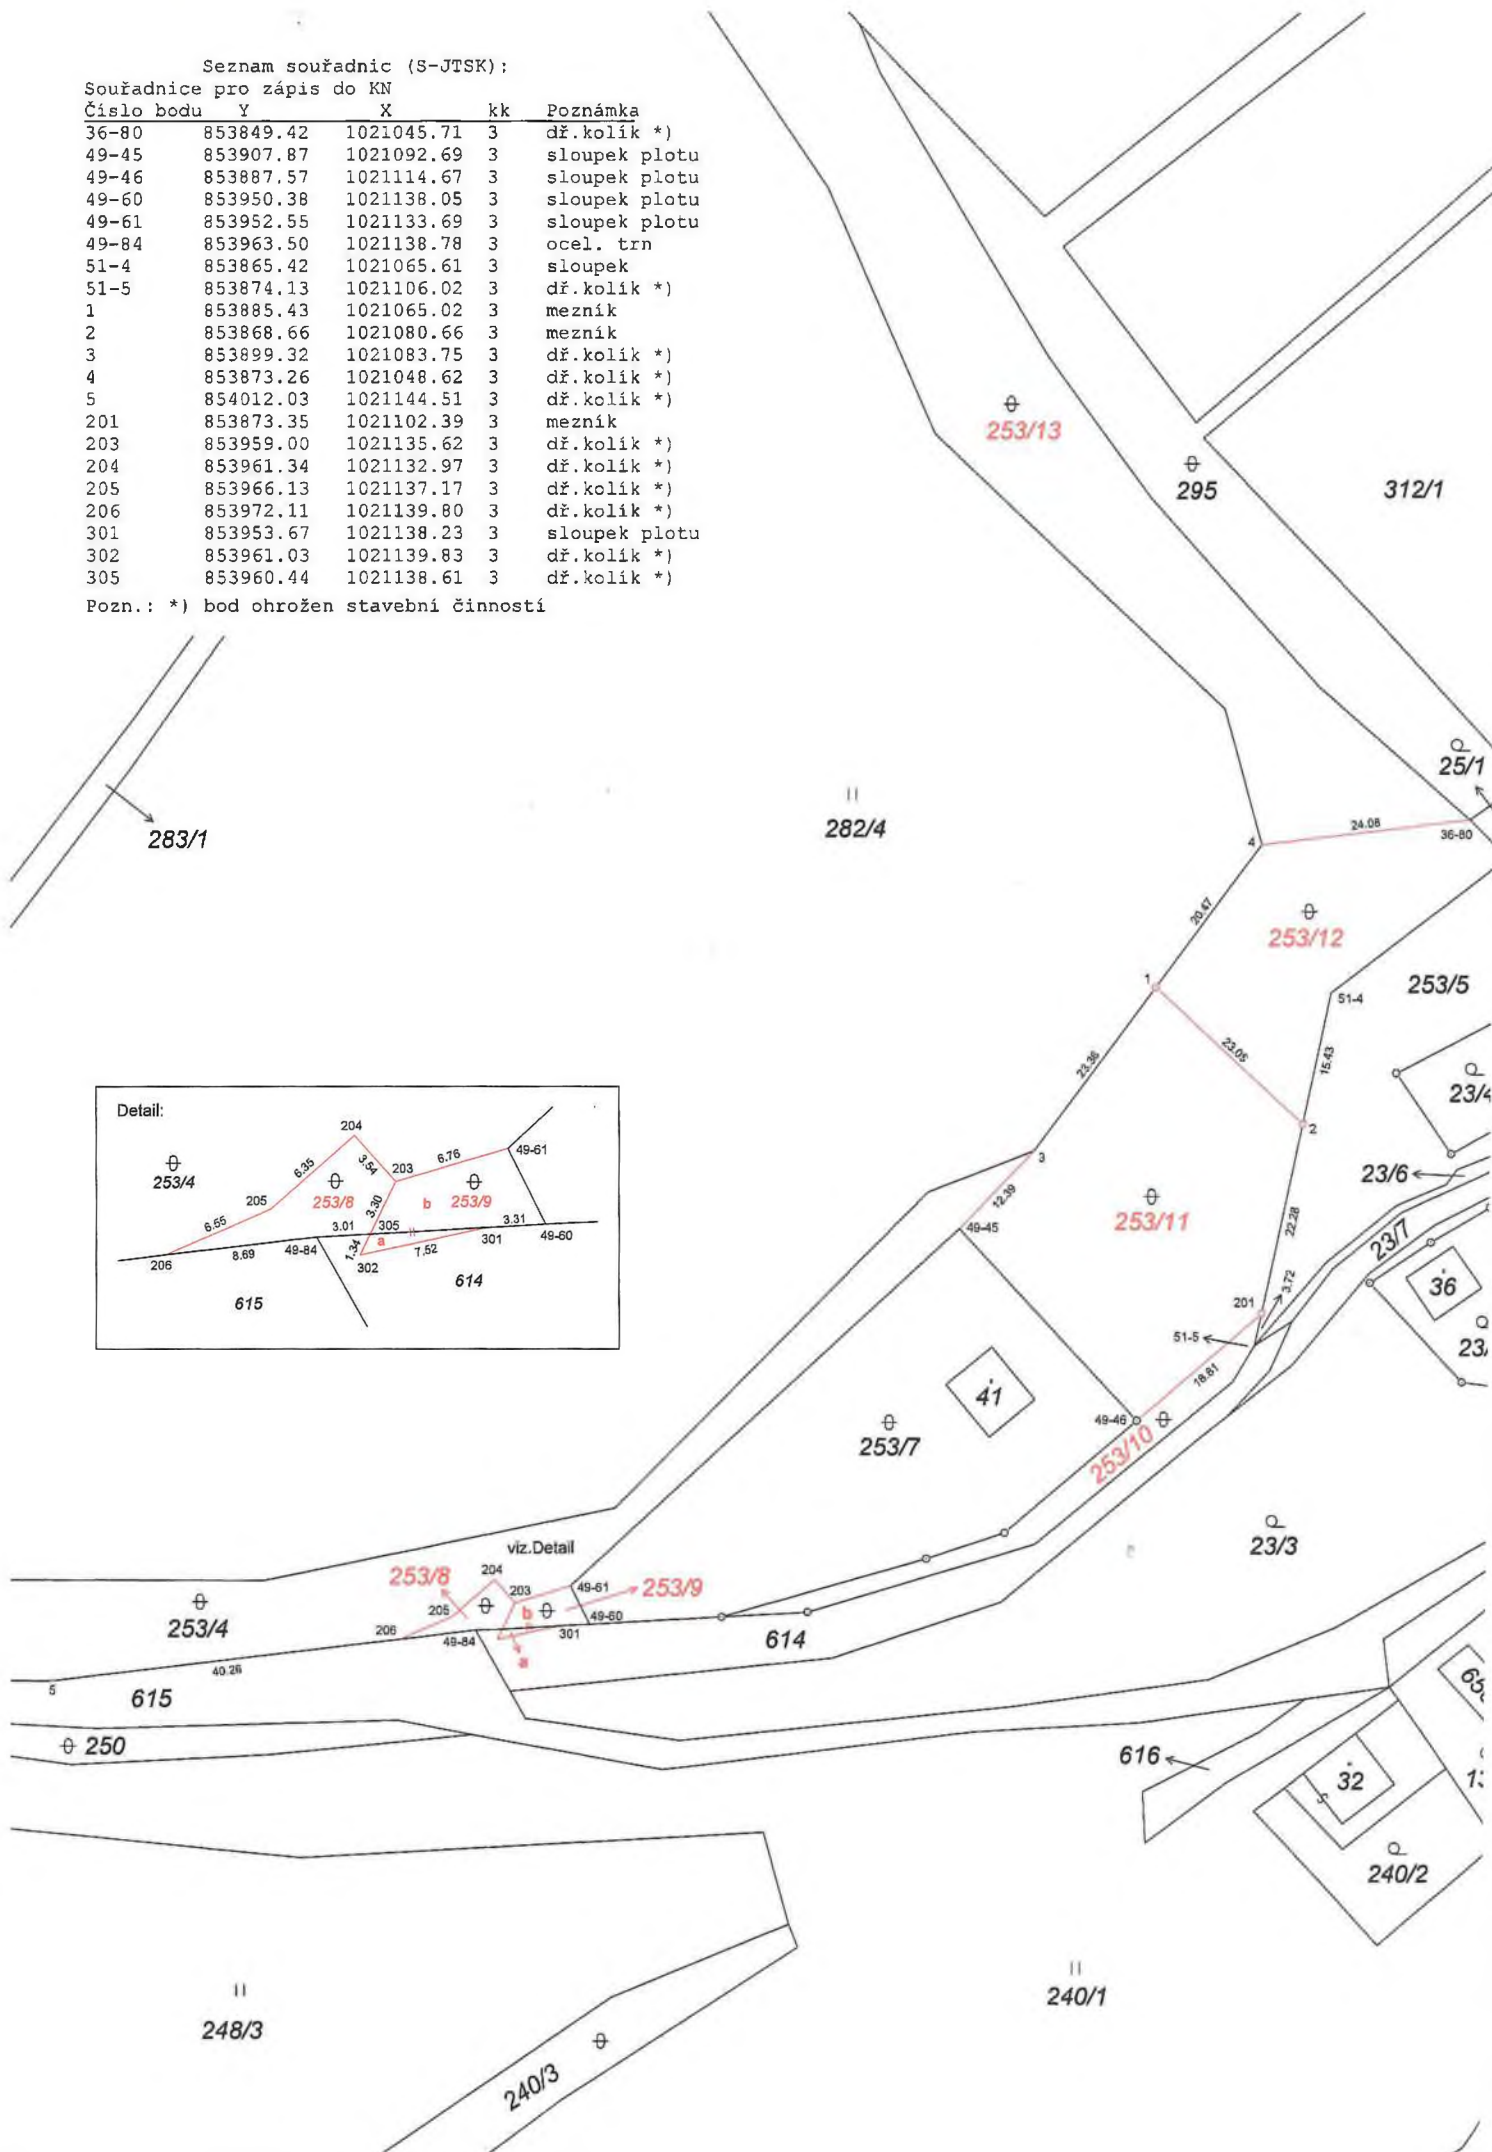 Seznam souřadnic (S-JTSK);
Souřadnice pro zápis do KN
Číslo bodu Y X kk Poznámka
36-80 853849.42 1021045.71 3 dř.kolík *)
49-45 853907.87 1021092.69 3 sloupek plotu
49-46 853887.57 1021114.67 3 sloupek plotu
49-60 853950.38 1021138.05 3 sloupek plotu
49-61 853952.55 1021133.69 3 sloupek plotu
49-84 853963.50 1021138.78 3 ocel. trn
51-4 853865.42 1021065.61 3 sloupek
51-5 853874.13 1021106.02 3 dř.kolík *)
1 853885.43 1021065.02 3 mezník
2 853868.66 1021080.66 3 mezník
3 853899.32 1021083.75 3 dř.kolík *)
4 853873.26 1021048.62 3 dř.kolík *)
5 854012.03 1021144.51 3 dř.kolík *)
201 853873.35 1021102.39 3 mezník
203 853959.00 1021135.62 3 dř.kolík *)
204 853961.34 1021132.97 3 dř.kolík *)
205 853966.13 1021137.17 3 dř.kolík *)
206 853972.11 1021139.80 3 dř.kolík *)
301 853953.67 1021138.23 3 sloupek plotu
302 853961.03 1021139.83 3 dř.kolík *)
305 853960.44 1021138.61 3 dř.kolík *)
Pozn.: *) bod ohrožen stavební činností
253/13
295
312/1
25/1
283/1
282/4
24.08
36-80
4
20.47
253/12
1
51-4
253/5
23.05
15.43
23.36
23/4
2
3
23/6
12.39
253/11
49-45
22.28
23/7
36
3.72
201
51-5
18.81
41
49-46
253/7
253/10
23/3
Detail:
204
49-61
6.35
3.54
6.76
203
253/4
253/8
b
253/9
205
3.30
6.55
3.01
305
3.31
8.69
49-84
a
301
49-60
1.34
7.52
206
302
614
615
viz.Detail
253/8
204
253/9
203
49-61
253/4
205
b
49-60
206
49-84
301
614
a
40.26
5
615
250
616
32
240/2
248/3
240/1
240/3